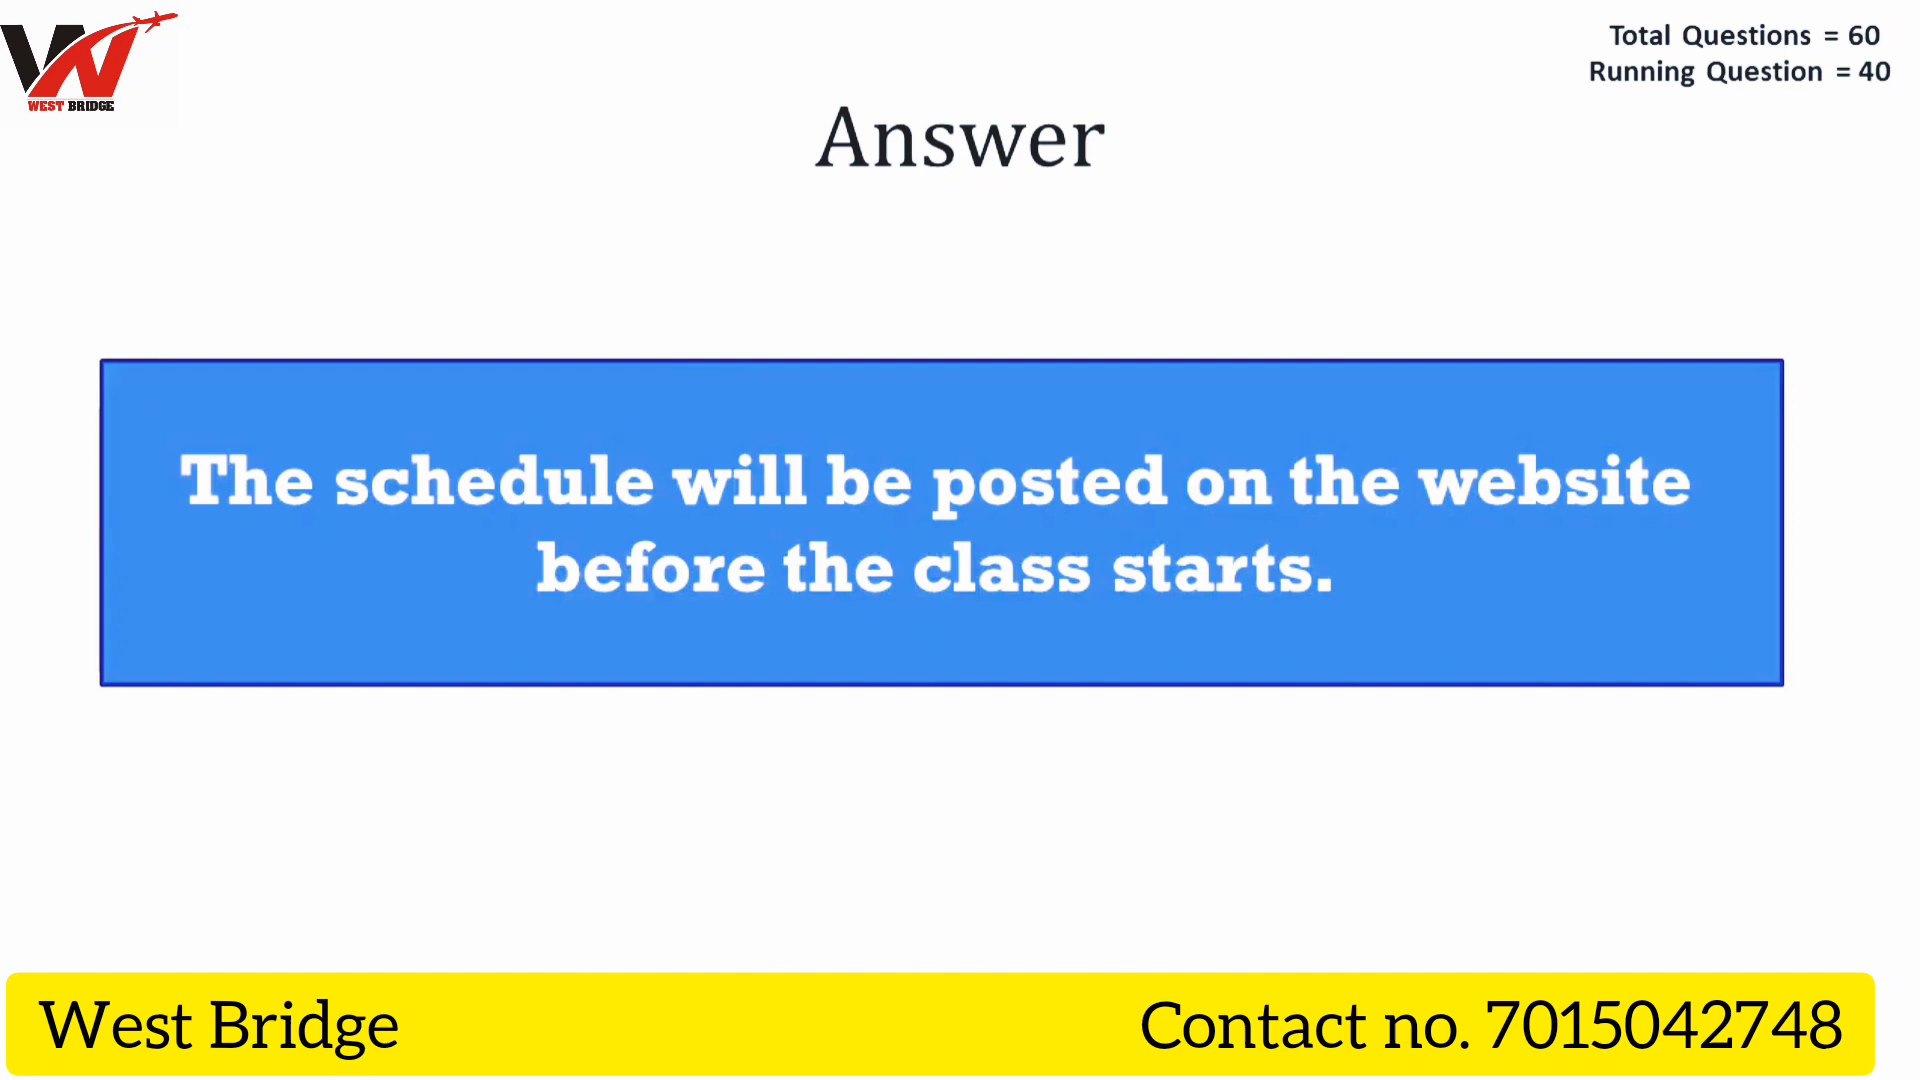 WEST BRIDGE
Total Questions = 60
Running Question = 40
Answer
The schedule will be posted on the website
before the class starts.
West Bridge
Contact no. 7015042748